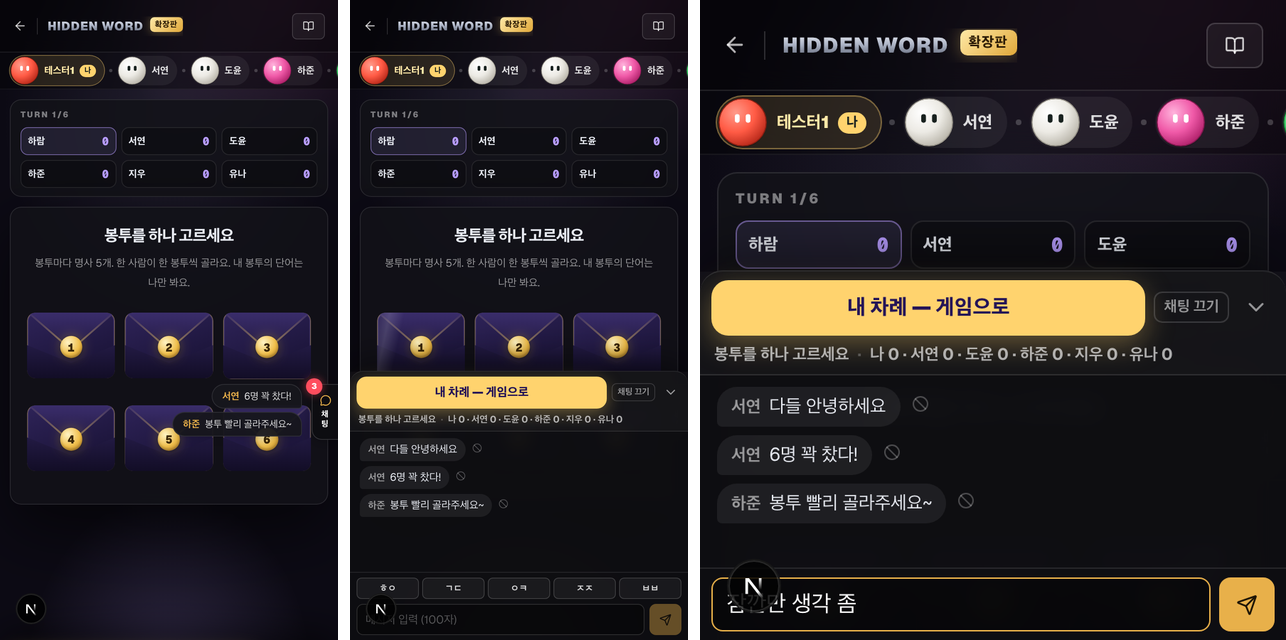 HIDDEN WORD 확장판
테스터1 나 서연 도윤 하준
TURN 1/6
하람 0 서연 0 도윤 0
하준 0 지우 0 유나 0
봉투를 하나 고르세요
봉투마다 명사 5개. 한 사람이 한 봉투씩 골라요. 내 봉투의 단어는
나만 봐요.
1 2 3
3
서연 6명 꽉 찼다!
채팅
하준 봉투 빨리 골라주세요~
4 5 6
N
HIDDEN WORD 확장판
테스터1 나 서연 도윤 하준
TURN 1/6
하람 0 서연 0 도윤 0
하준 0 지우 0 유나 0
봉투를 하나 고르세요
봉투마다 명사 5개. 한 사람이 한 봉투씩 골라요. 내 봉투의 단어는
나만 봐요.
1 2 3
내 차례 — 게임으로 채팅 끄기
봉투를 하나 고르세요 · 나 0 · 서연 0 · 도윤 0 · 하준 0 · 지우 0 · 유나 0
서연 다들 안녕하세요
서연 6명 꽉 찼다!
하준 봉투 빨리 골라주세요~
ㅎㅇ ㄱㄷ ㅇㅋ ㅈㅈ ㅂㅂ
N 입력 (100자)
HIDDEN WORD 확장판
테스터1 나 서연 도윤 하준
TURN 1/6
하람 0 서연 0 도윤 0
내 차례 — 게임으로 채팅 끄기
봉투를 하나 고르세요 · 나 0 · 서연 0 · 도윤 0 · 하준 0 · 지우 0 · 유나 0
서연 다들 안녕하세요
서연 6명 꽉 찼다!
하준 봉투 빨리 골라주세요~
N
잠깐만 생각 좀